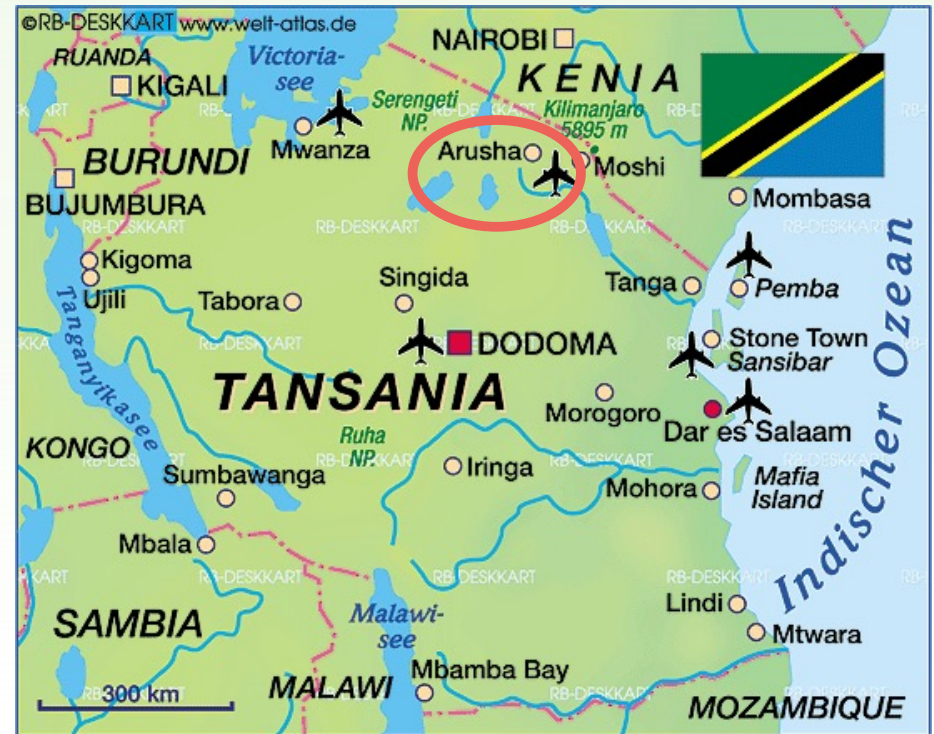 ©RB-DESKKART www.welt-atlas.de
RUANDA
KIGALI
Victoria-
see
NAIROBI
KENIA
Serengeti
NP.
Kilimanjaro
5895 m
Mwanza
Arusha
Moshi
BURUNDI
BUJUMBURA
Mombasa
Kigoma
Ujili
Tabora
Singida
Tanga
Pemba
Stone Town
Sansibar
DODOMA
TANSANIA
Morogoro
Dar es Salaam
Tanganyikasee
KONGO
Ruha
NP.
Sumbawanga
Iringa
Mohora
Mafia
Island
Indischer Ozean
Mbala
SAMBIA
Malawi-
see
Lindi
Mtwara
300 km
MALAWI
Mbamba Bay
MOZAMBIQUE
RB-DESKKART